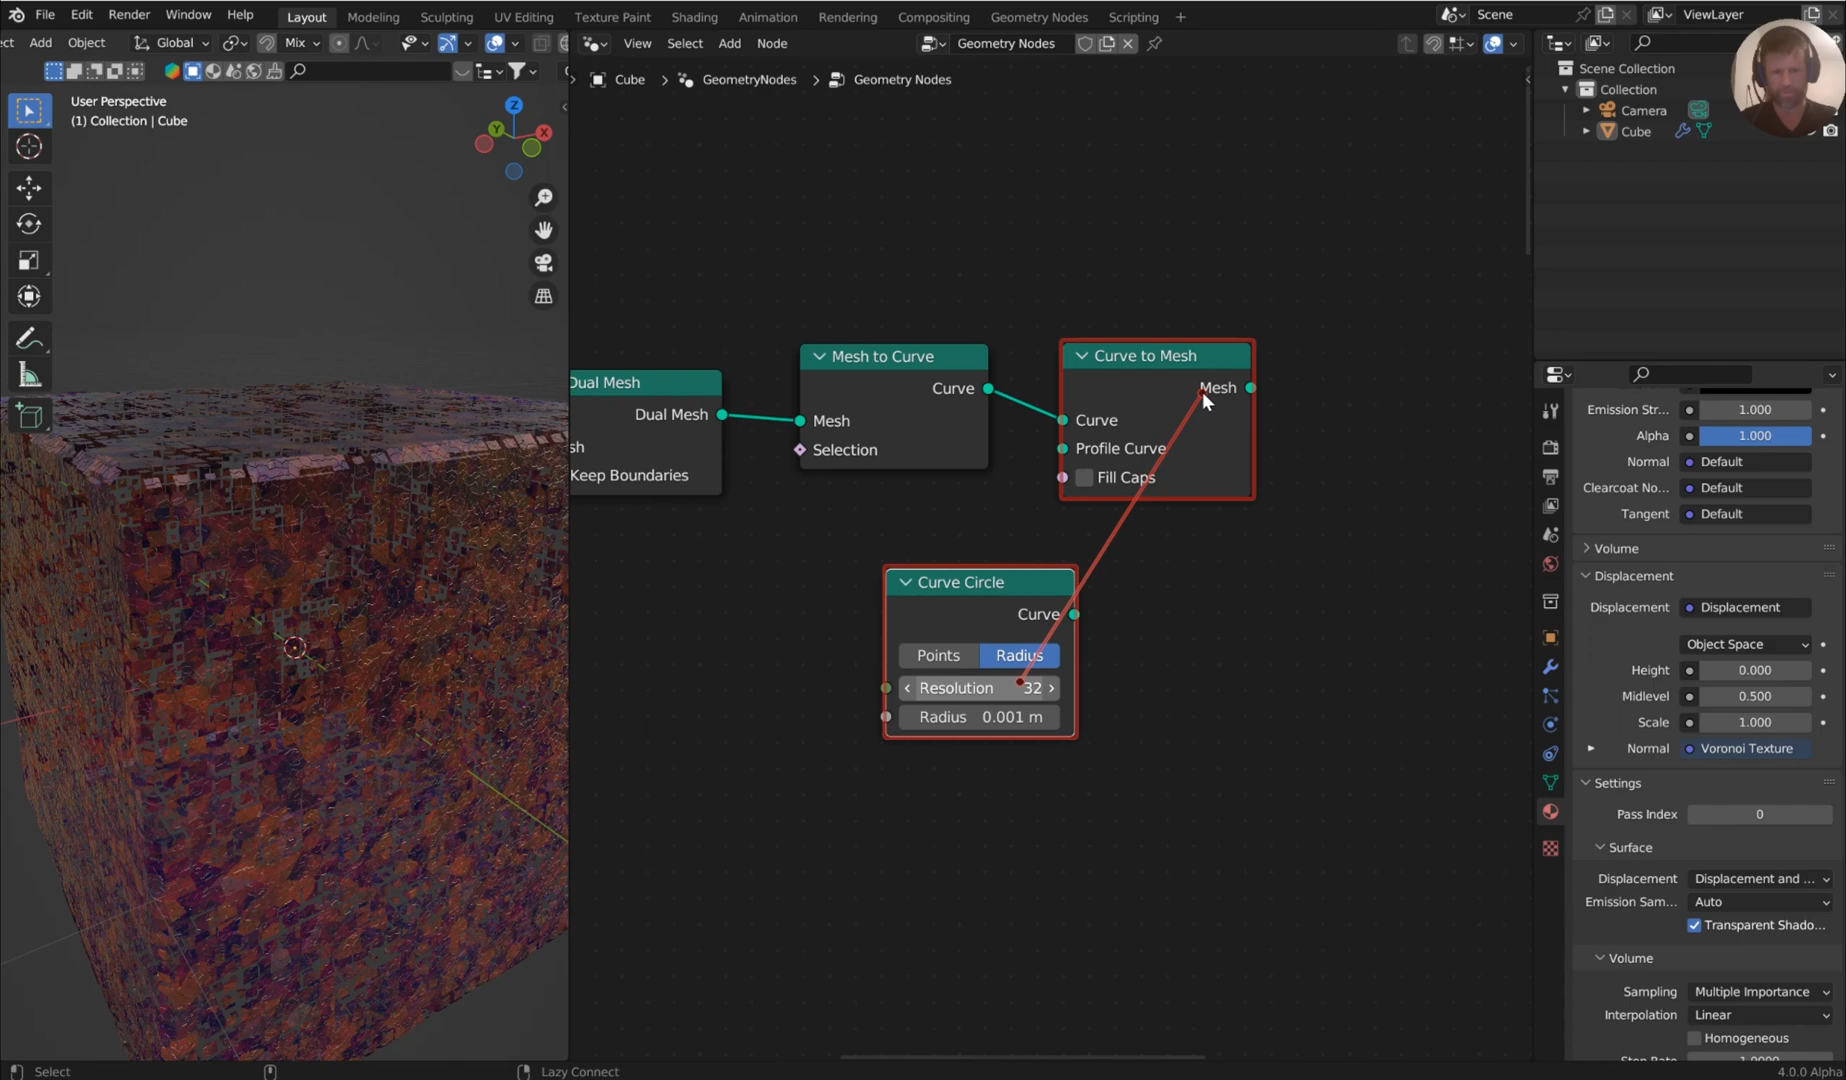 File Edit Render Window Help Layout Modeling Sculpting UV Editing Texture Paint Shading Animation Rendering Compositing Geometry Nodes Scripting + Scene ViewLayer
ect Add Object Global Mix View Select Add Node Geometry Nodes
Cube > GeometryNodes > Geometry Nodes
User Perspective
(1) Collection | Cube
Z
Y
X
Scene Collection
Collection
Camera
Cube
Dual Mesh
Dual Mesh
sh
Keep Boundaries
Mesh to Curve
Curve
Mesh
Selection
Curve to Mesh
Mesh
Curve
Profile Curve
Fill Caps
Curve Circle
Curve
Points Radius
Resolution 32
Radius 0.001 m
Emission Str... 1.000
Alpha 1.000
Normal Default
Clearcoat No... Default
Tangent Default
Volume
Displacement
Displacement Displacement
Object Space
Height 0.000
Midlevel 0.500
Scale 1.000
Normal Voronoi Texture
Settings
Pass Index 0
Surface
Displacement Displacement and ...
Emission Sam... Auto
Transparent Shado...
Volume
Sampling Multiple Importance
Interpolation Linear
Homogeneous
Step Rate 1.0000
Select Lazy Connect 4.0.0 Alpha